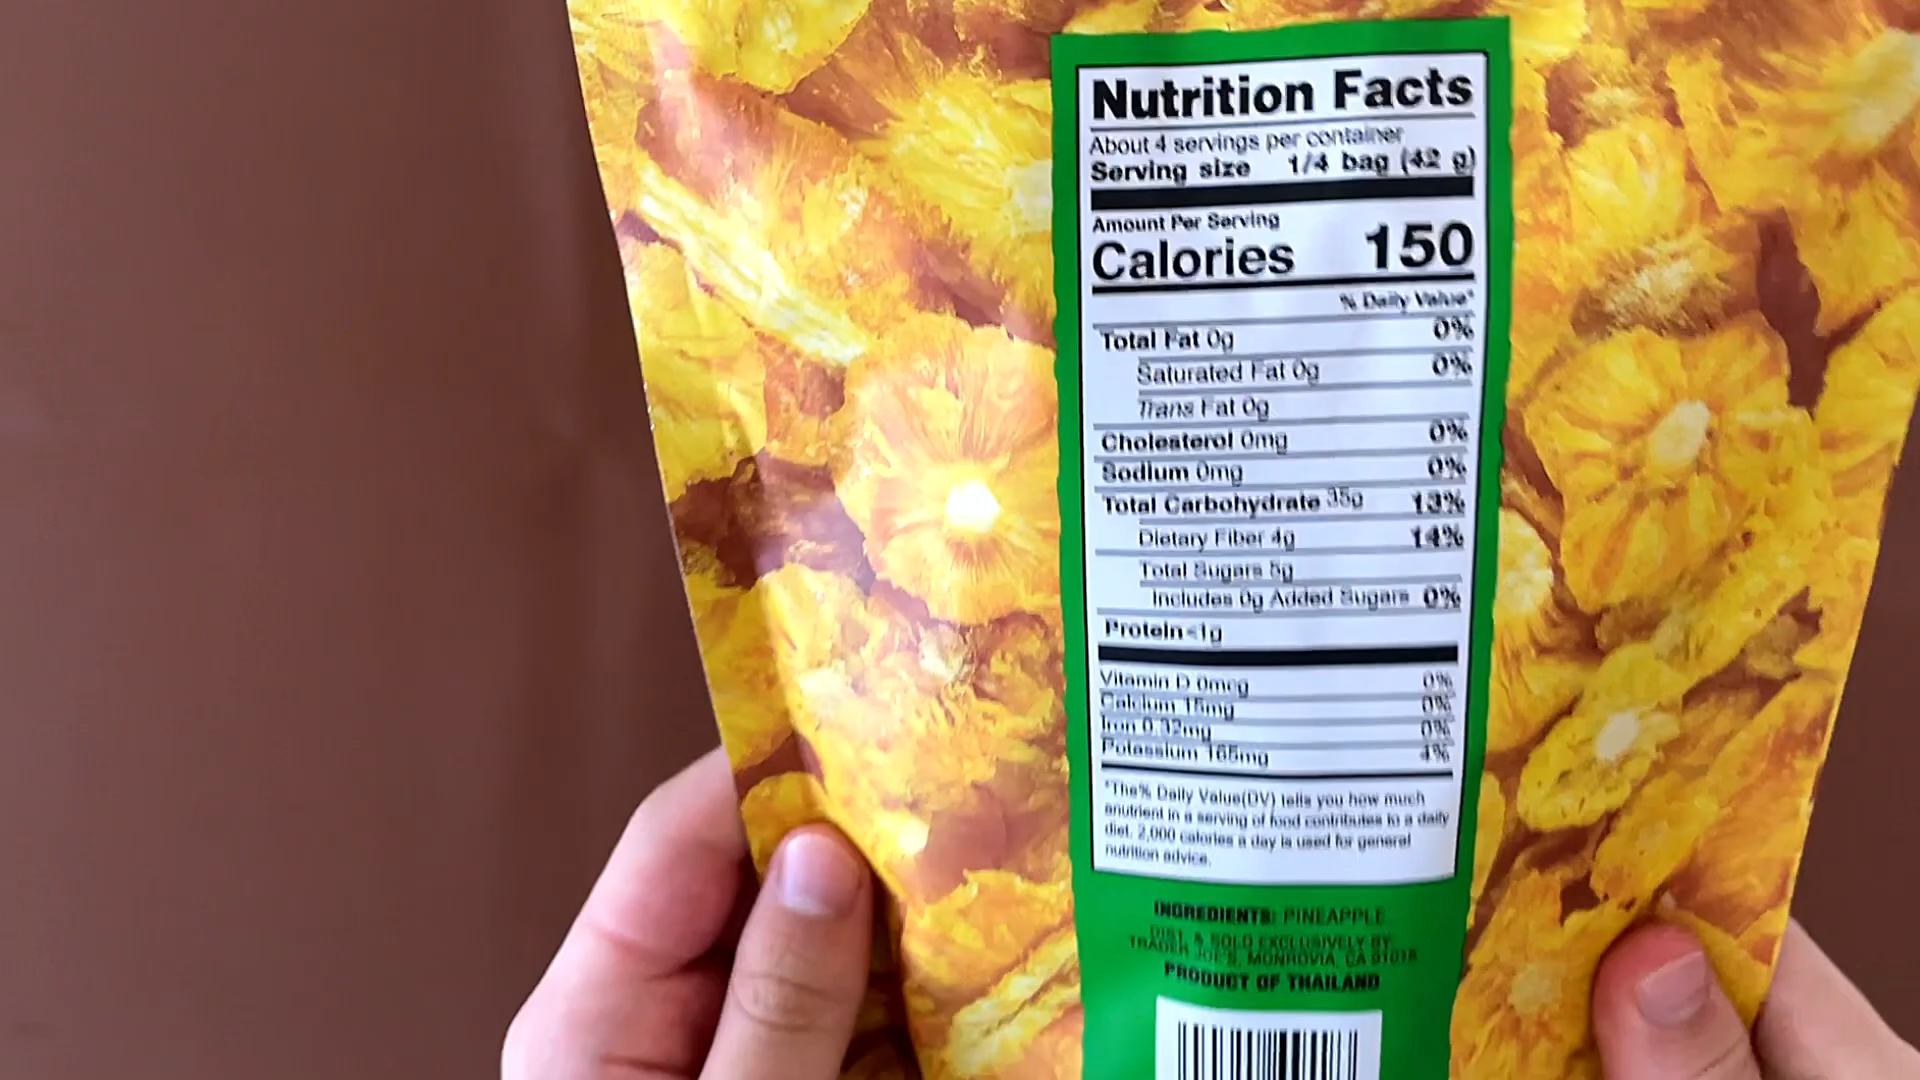 Nutrition Facts
About 4 servings per container
Serving size 1/4 bag (42 g)
Amount Per Serving
Calories 150
% Daily Value*
Total Fat 0g 0%
Saturated Fat 0g 0%
Trans Fat 0g
Cholesterol 0mg 0%
Sodium 0mg 0%
Total Carbohydrate 35g 13%
Dietary Fiber 4g 14%
Total Sugars 5g
Includes 0g Added Sugars 0%
Protein <1g
Vitamin D 0mcg 0%
Calcium 15mg 0%
Iron 0.32mg 0%
Potassium 165mg 4%
*The% Daily Value(DV) tells you how much
anutrient in a serving of food contributes to a daily
diet. 2,000 calories a day is used for general
nutrition advice.
INGREDIENTS: PINEAPPLE
DIST. & SOLD EXCLUSIVELY BY:
TRADER JOE'S, MONROVIA, CA 91016
PRODUCT OF THAILAND